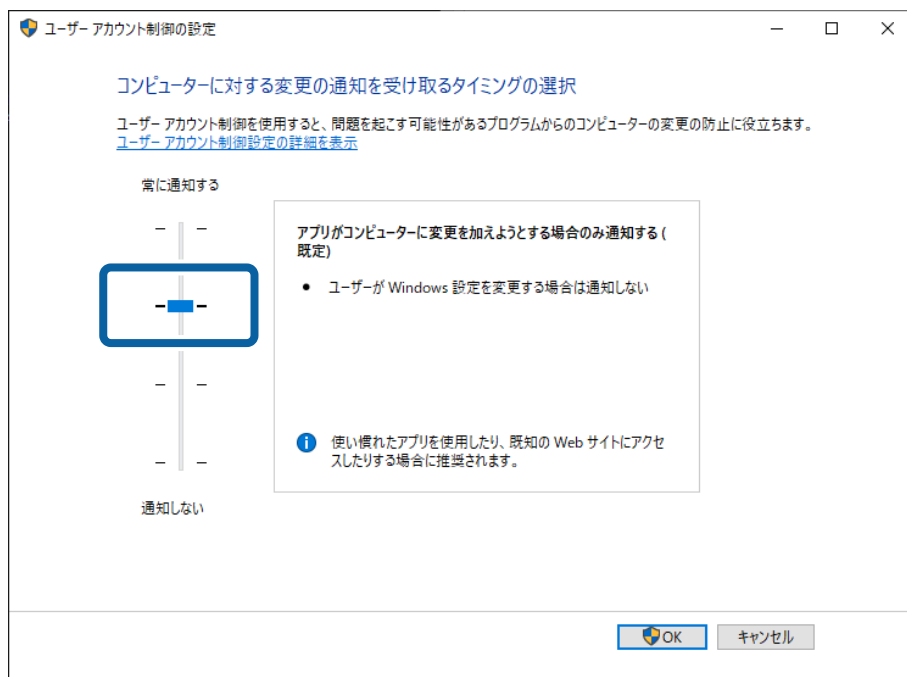 ユーザー アカウント制御の設定
コンピューターに対する変更の通知を受け取るタイミングの選択
ユーザー アカウント制御を使用すると、問題を起こす可能性があるプログラムからのコンピューターの変更の防止に役立ちます。
ユーザー アカウント制御設定の詳細を表示
常に通知する
アプリがコンピューターに変更を加えようとする場合のみ通知する (
既定)
• ユーザーが Windows 設定を変更する場合は通知しない
使い慣れたアプリを使用したり、既知の Web サイトにアクセ
スしたりする場合に推奨されます。
通知しない
OK
キャンセル